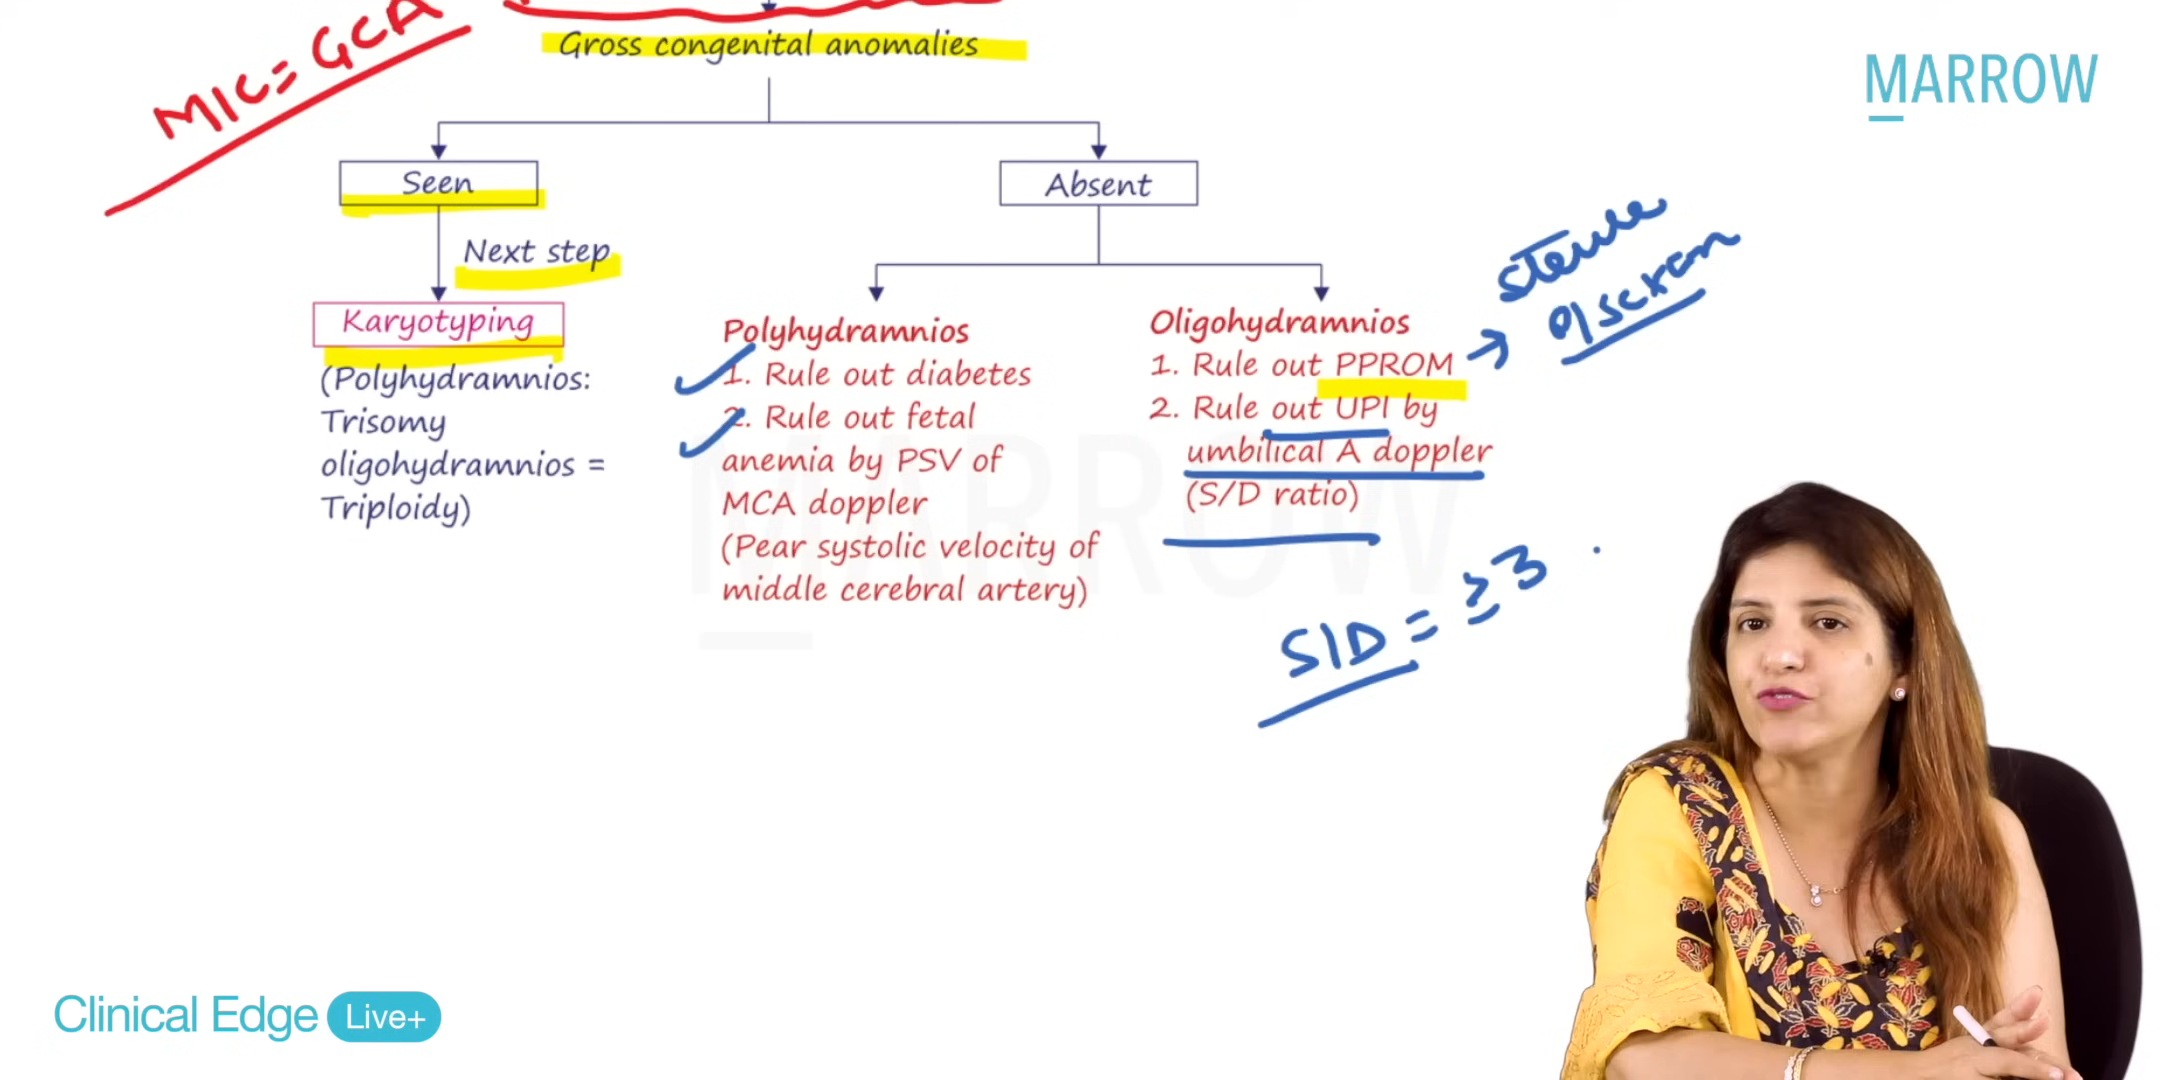 MIC = GCA
Gross congenital anomalies
MARROW
Seen
Absent
Next step
Karyotyping
(Polyhydramnios:
Trisomy
oligohydramnios =
Triploidy)
Polyhydramnios
1. Rule out diabetes
2. Rule out fetal
anemia by PSV of
MCA doppler
(Pear systolic velocity of
middle cerebral artery)
Oligohydramnios
1. Rule out PPROM →
2. Rule out UPI by
umbilical A doppler
(S/D ratio)
P/S exam
S/D = ≥3
MARROW
Clinical Edge Live+